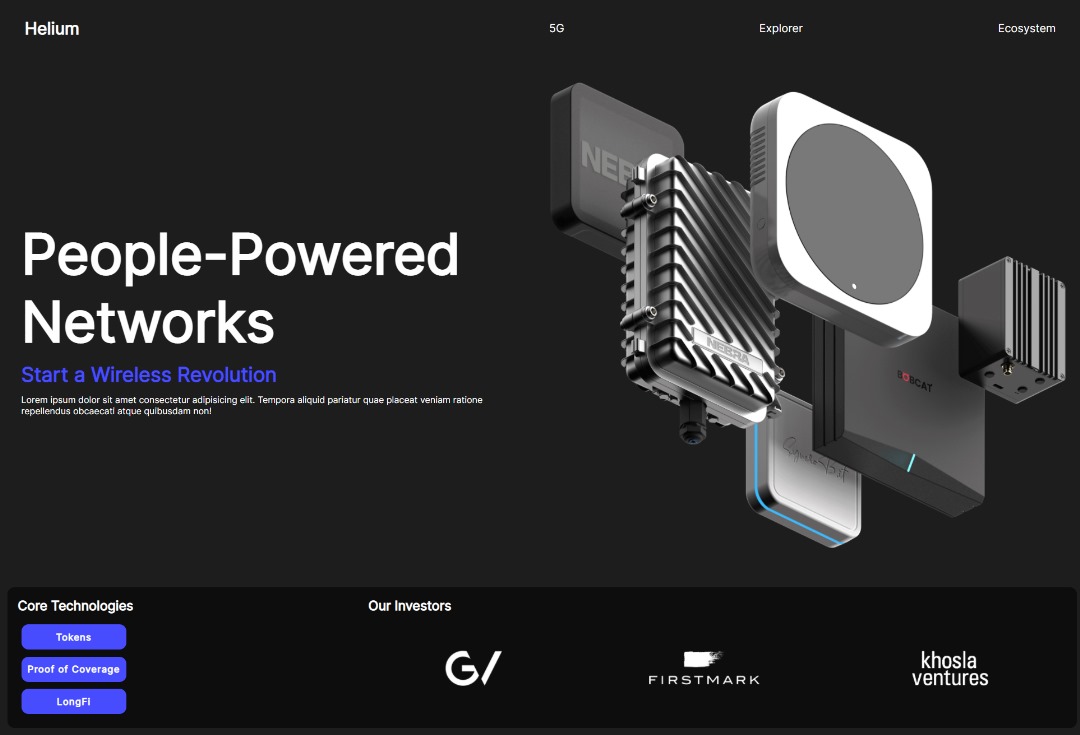 Helium
5G
Explorer
Ecosystem
People-Powered
Networks
Start a Wireless Revolution
Lorem ipsum dolor sit amet consectetur adipisicing elit. Tempora aliquid pariatur quae placeat veniam ratione
repellendus obcaecati atque quibusdam non!
NEBRA
BOBCAT
Core Technologies
Tokens
Proof of Coverage
LongFi
Our Investors
G/
FIRSTMARK
khosla
ventures